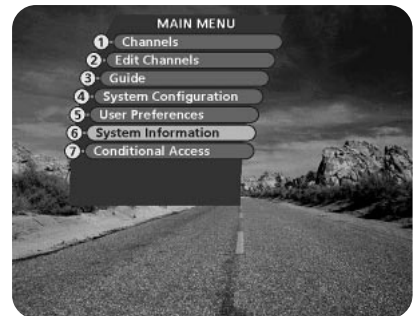 MAIN MENU
1 Channels
2 Edit Channels
3 Guide
4 System Configuration
5 User Preferences
6 System Information
7 Conditional Access